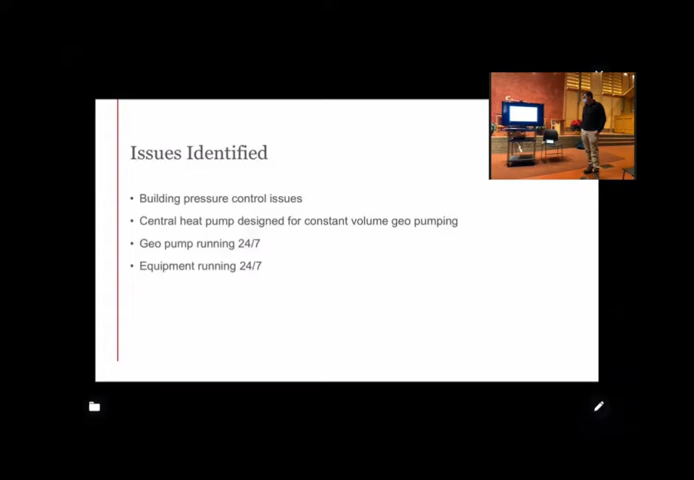 Issues Identified
• Building pressure control issues
• Central heat pump designed for constant volume geo pumping
• Geo pump running 24/7
• Equipment running 24/7